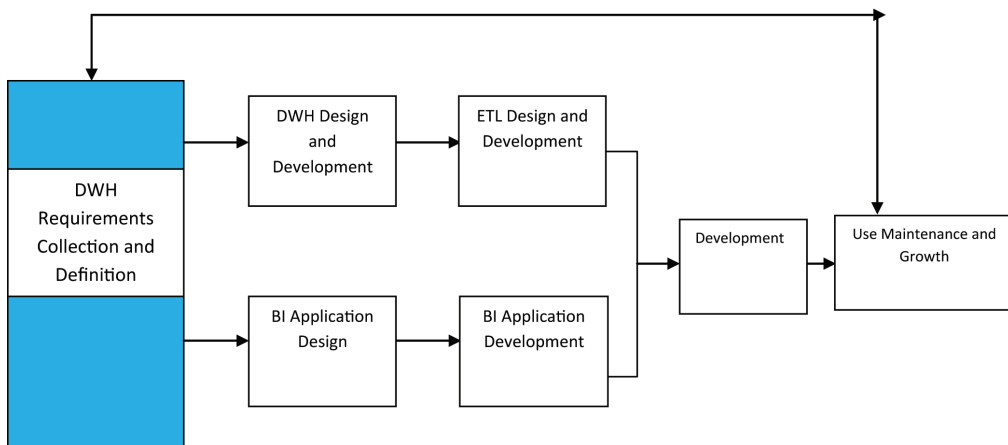 DWH
Requirements
Collection and
Definition
DWH Design
and
Development
ETL Design and
Development
BI Application
Design
BI Application
Development
Development
Use Maintenance and
Growth